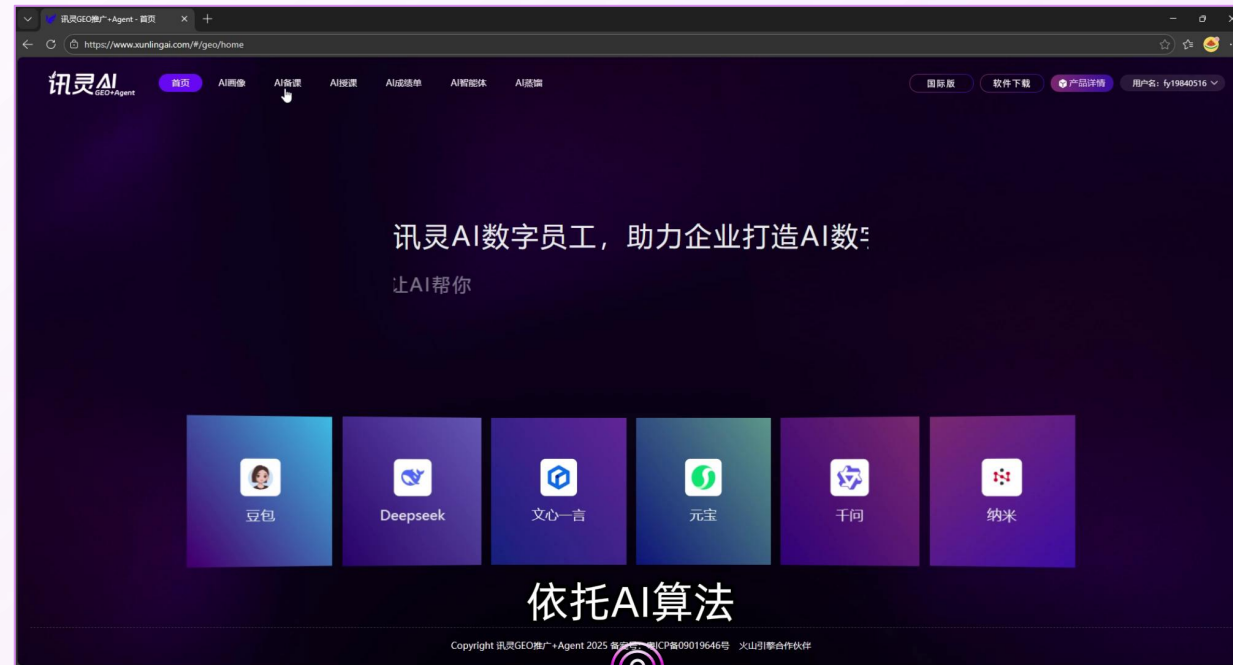 讯灵GEO推广+Agent - 首页
https://www.xunlingai.com/#/geo/home
讯灵AI
GEO+Agent
首页
AI画像
AI备课
AI授课
AI成绩单
AI智能体
AI蒸馏
国际版
软件下载
产品详情
用户名：fy19840516
讯灵AI数字员工，助力企业打造AI数
让AI帮你
豆包
Deepseek
文心一言
元宝
千问
纳米
依托AI算法
Copyright 讯灵GEO推广+Agent 2025 备案号：粤ICP备09019646号 火山引擎合作伙伴